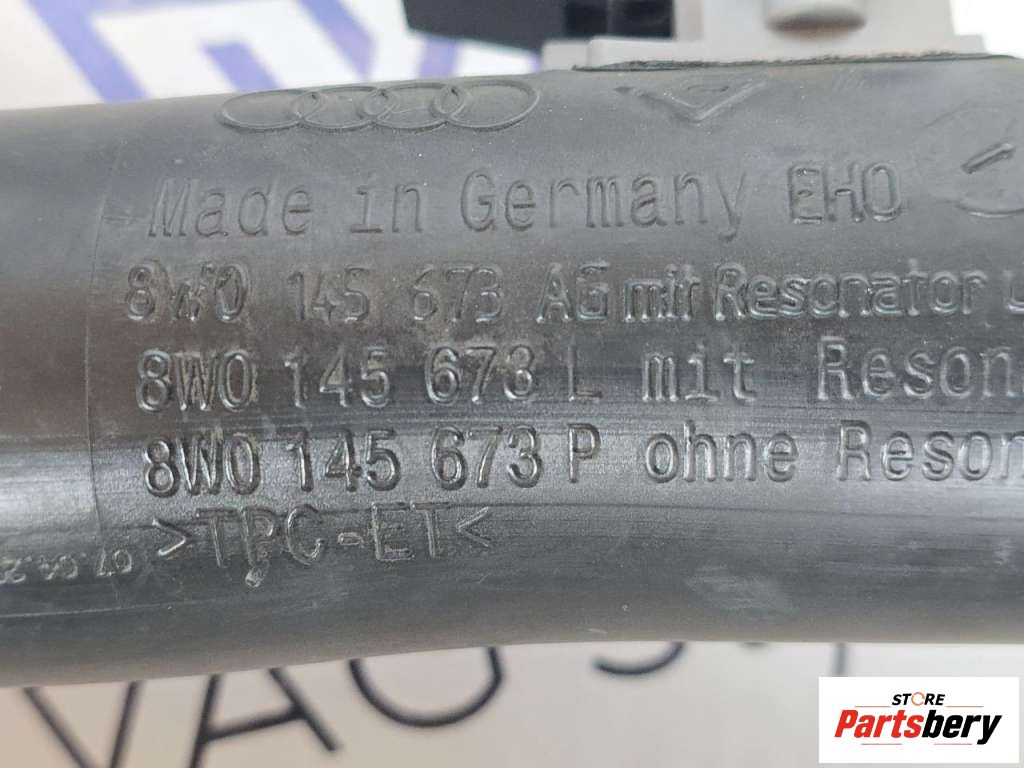 Made in Germany EHO
8W0 145 673 AG mit Resonator
8W0 145 673 L mit Reson
8W0 145 673 P ohne Reson
>TPC-ET<
VAG
STORE
Partsbery